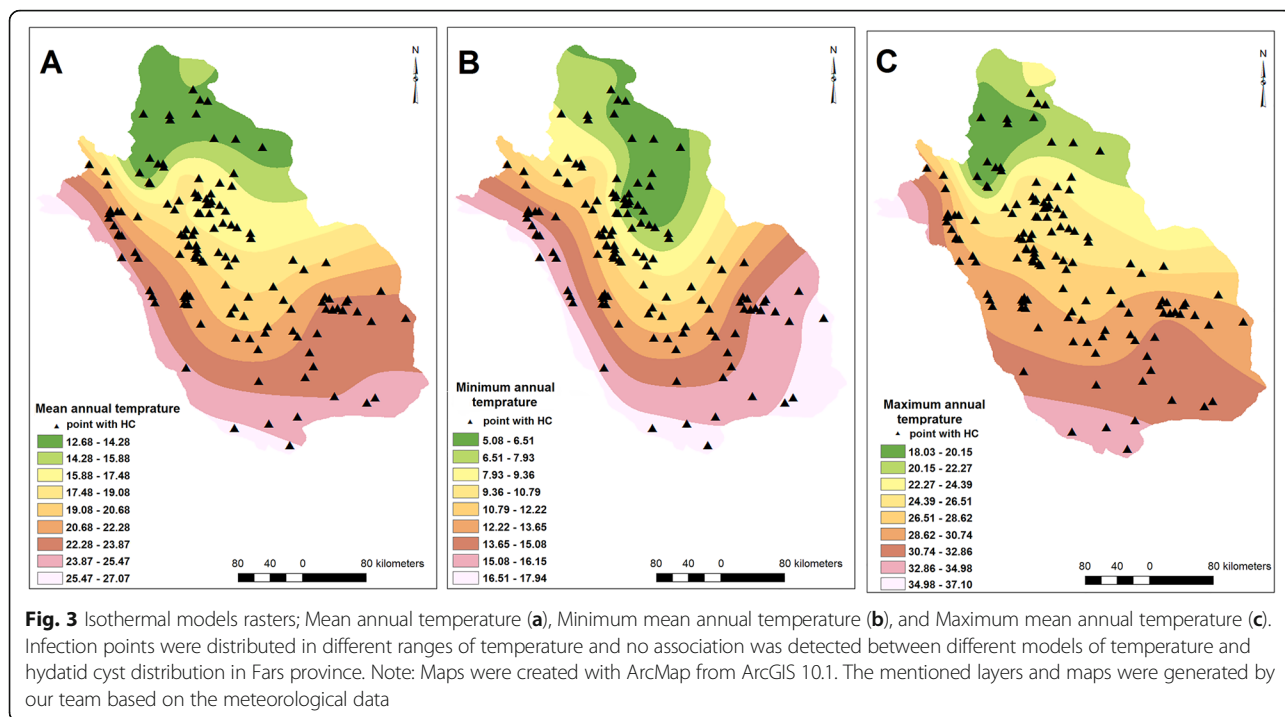 A
N
Mean annual temprature
point with HC
12.68 - 14.28
14.28 - 15.88
15.88 - 17.48
17.48 - 19.08
19.08 - 20.68
20.68 - 22.28
22.28 - 23.87
23.87 - 25.47
25.47 - 27.07
80 40 0 80 kilometers
B
N
Minimum annual
temprature
point with HC
5.08 - 6.51
6.51 - 7.93
7.93 - 9.36
9.36 - 10.79
10.79 - 12.22
12.22 - 13.65
13.65 - 15.08
15.08 - 16.15
16.51 - 17.94
80 40 0 80 kilometers
C
N
Maximum annual
temprature
point with HC
18.03 - 20.15
20.15 - 22.27
22.27 - 24.39
24.39 - 26.51
26.51 - 28.62
28.62 - 30.74
30.74 - 32.86
32.86 - 34.98
34.98 - 37.10
80 40 0 80 kilometers
Fig. 3 Isothermal models rasters; Mean annual temperature (a), Minimum mean annual temperature (b), and Maximum mean annual temperature (c).
Infection points were distributed in different ranges of temperature and no association was detected between different models of temperature and
hydatid cyst distribution in Fars province. Note: Maps were created with ArcMap from ArcGIS 10.1. The mentioned layers and maps were generated by
our team based on the meteorological data